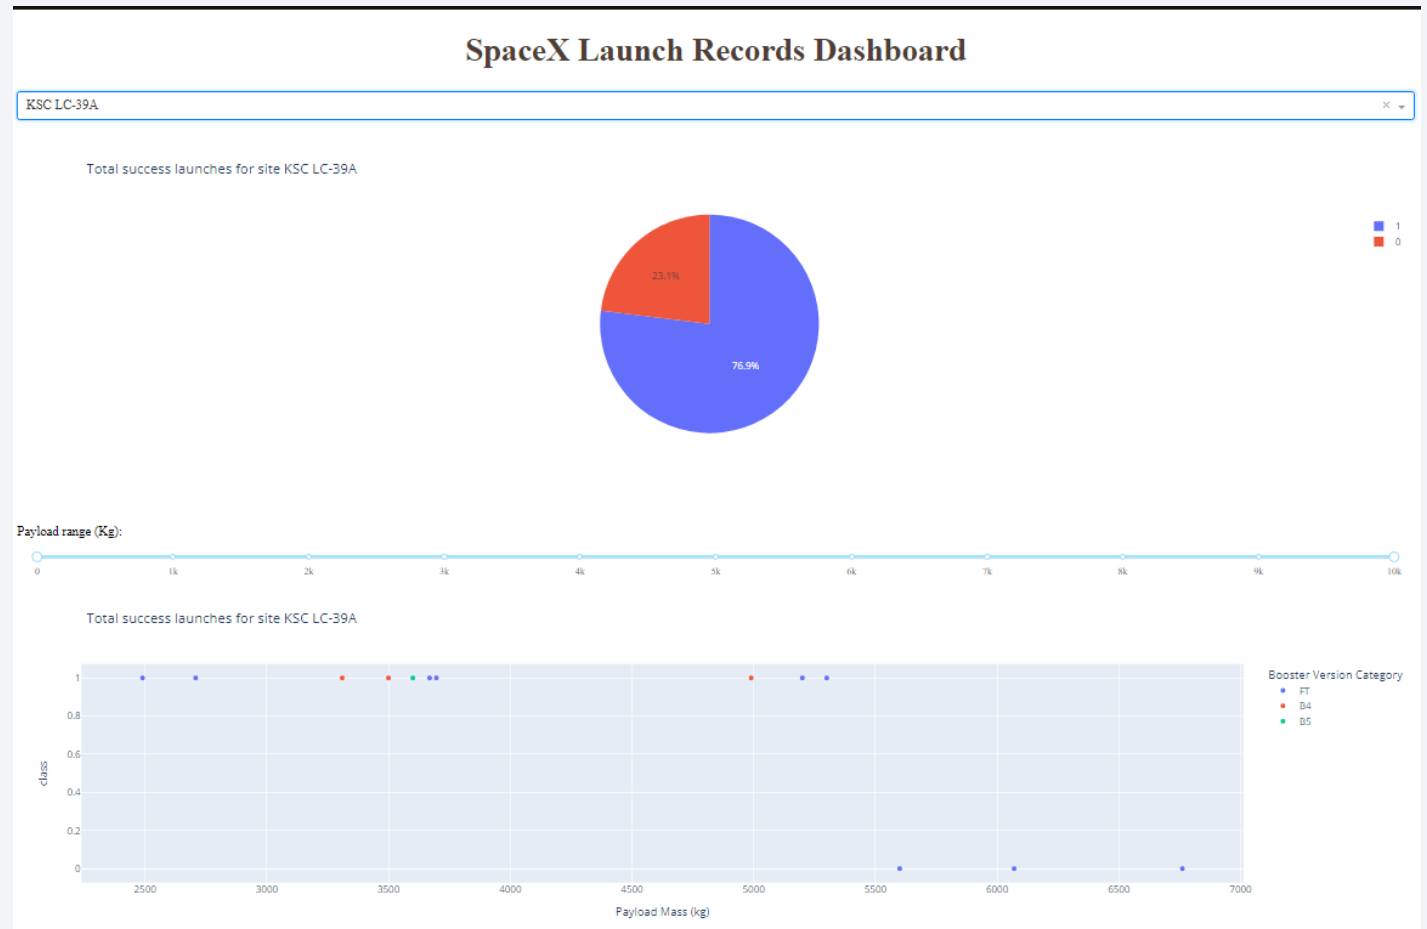 SpaceX Launch Records Dashboard
KSC LC-39A
× 
Total success launches for site KSC LC-39A
1
0
23.1%
76.9%
Payload range (Kg):
0 1k 2k 3k 4k 5k 6k 7k 8k 9k 10k
Total success launches for site KSC LC-39A
Booster Version Category
FT
B4
B5
1
0.8
0.6
0.4
0.2
0
class
2500 3000 3500 4000 4500 5000 5500 6000 6500 7000
Payload Mass (kg)